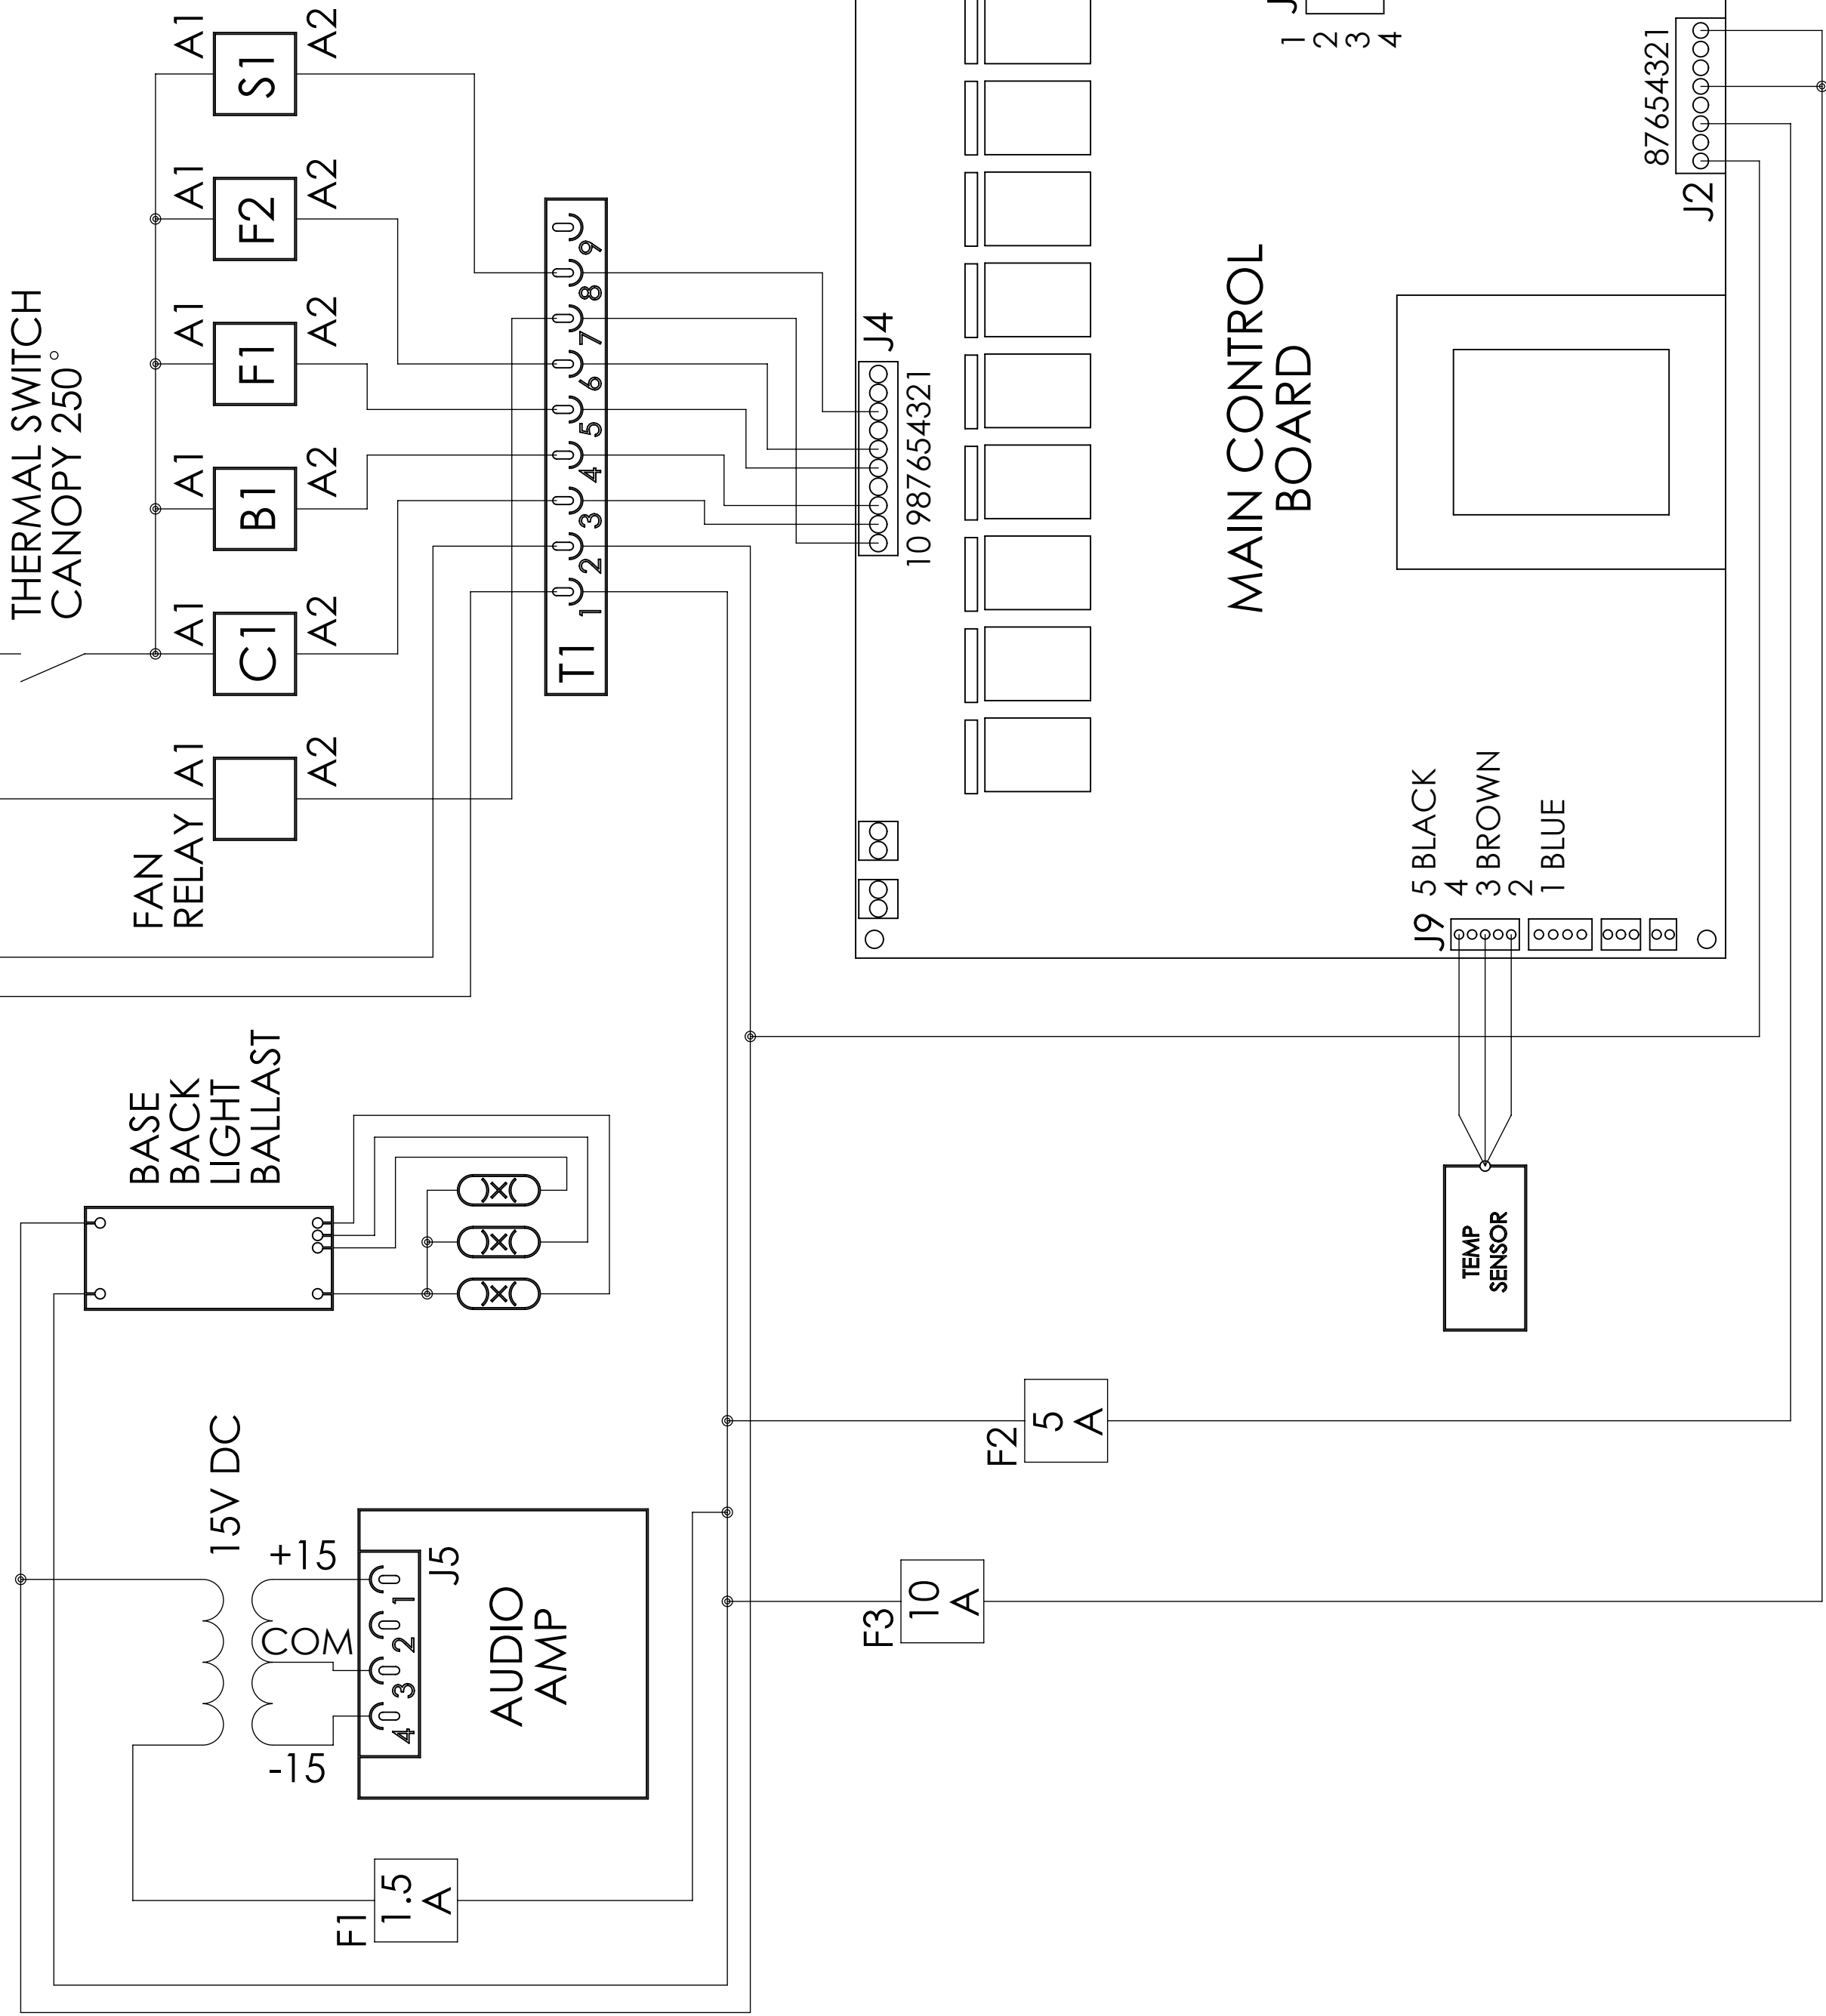 THERMAL SWITCH
CANOPY 250°
A1
S1
A2
A1
F2
A2
A1
F1
A2
A1
B1
A2
A1
C1
A2
FAN
RELAY
A1
A2
T1
1
2
3
4
5
6
7
8
9
J4
10 987654321
1
2
3
4
MAIN CONTROL
BOARD
87654321
J2
J9
5 BLACK
4
3 BROWN
2
1 BLUE
TEMP
SENSOR
BASE
BACK
LIGHT
BALLAST
15V DC
+15
COM
-15
J5
4
3
2
1
AUDIO
AMP
F1
1.5
A
F2
5
A
F3
10
A